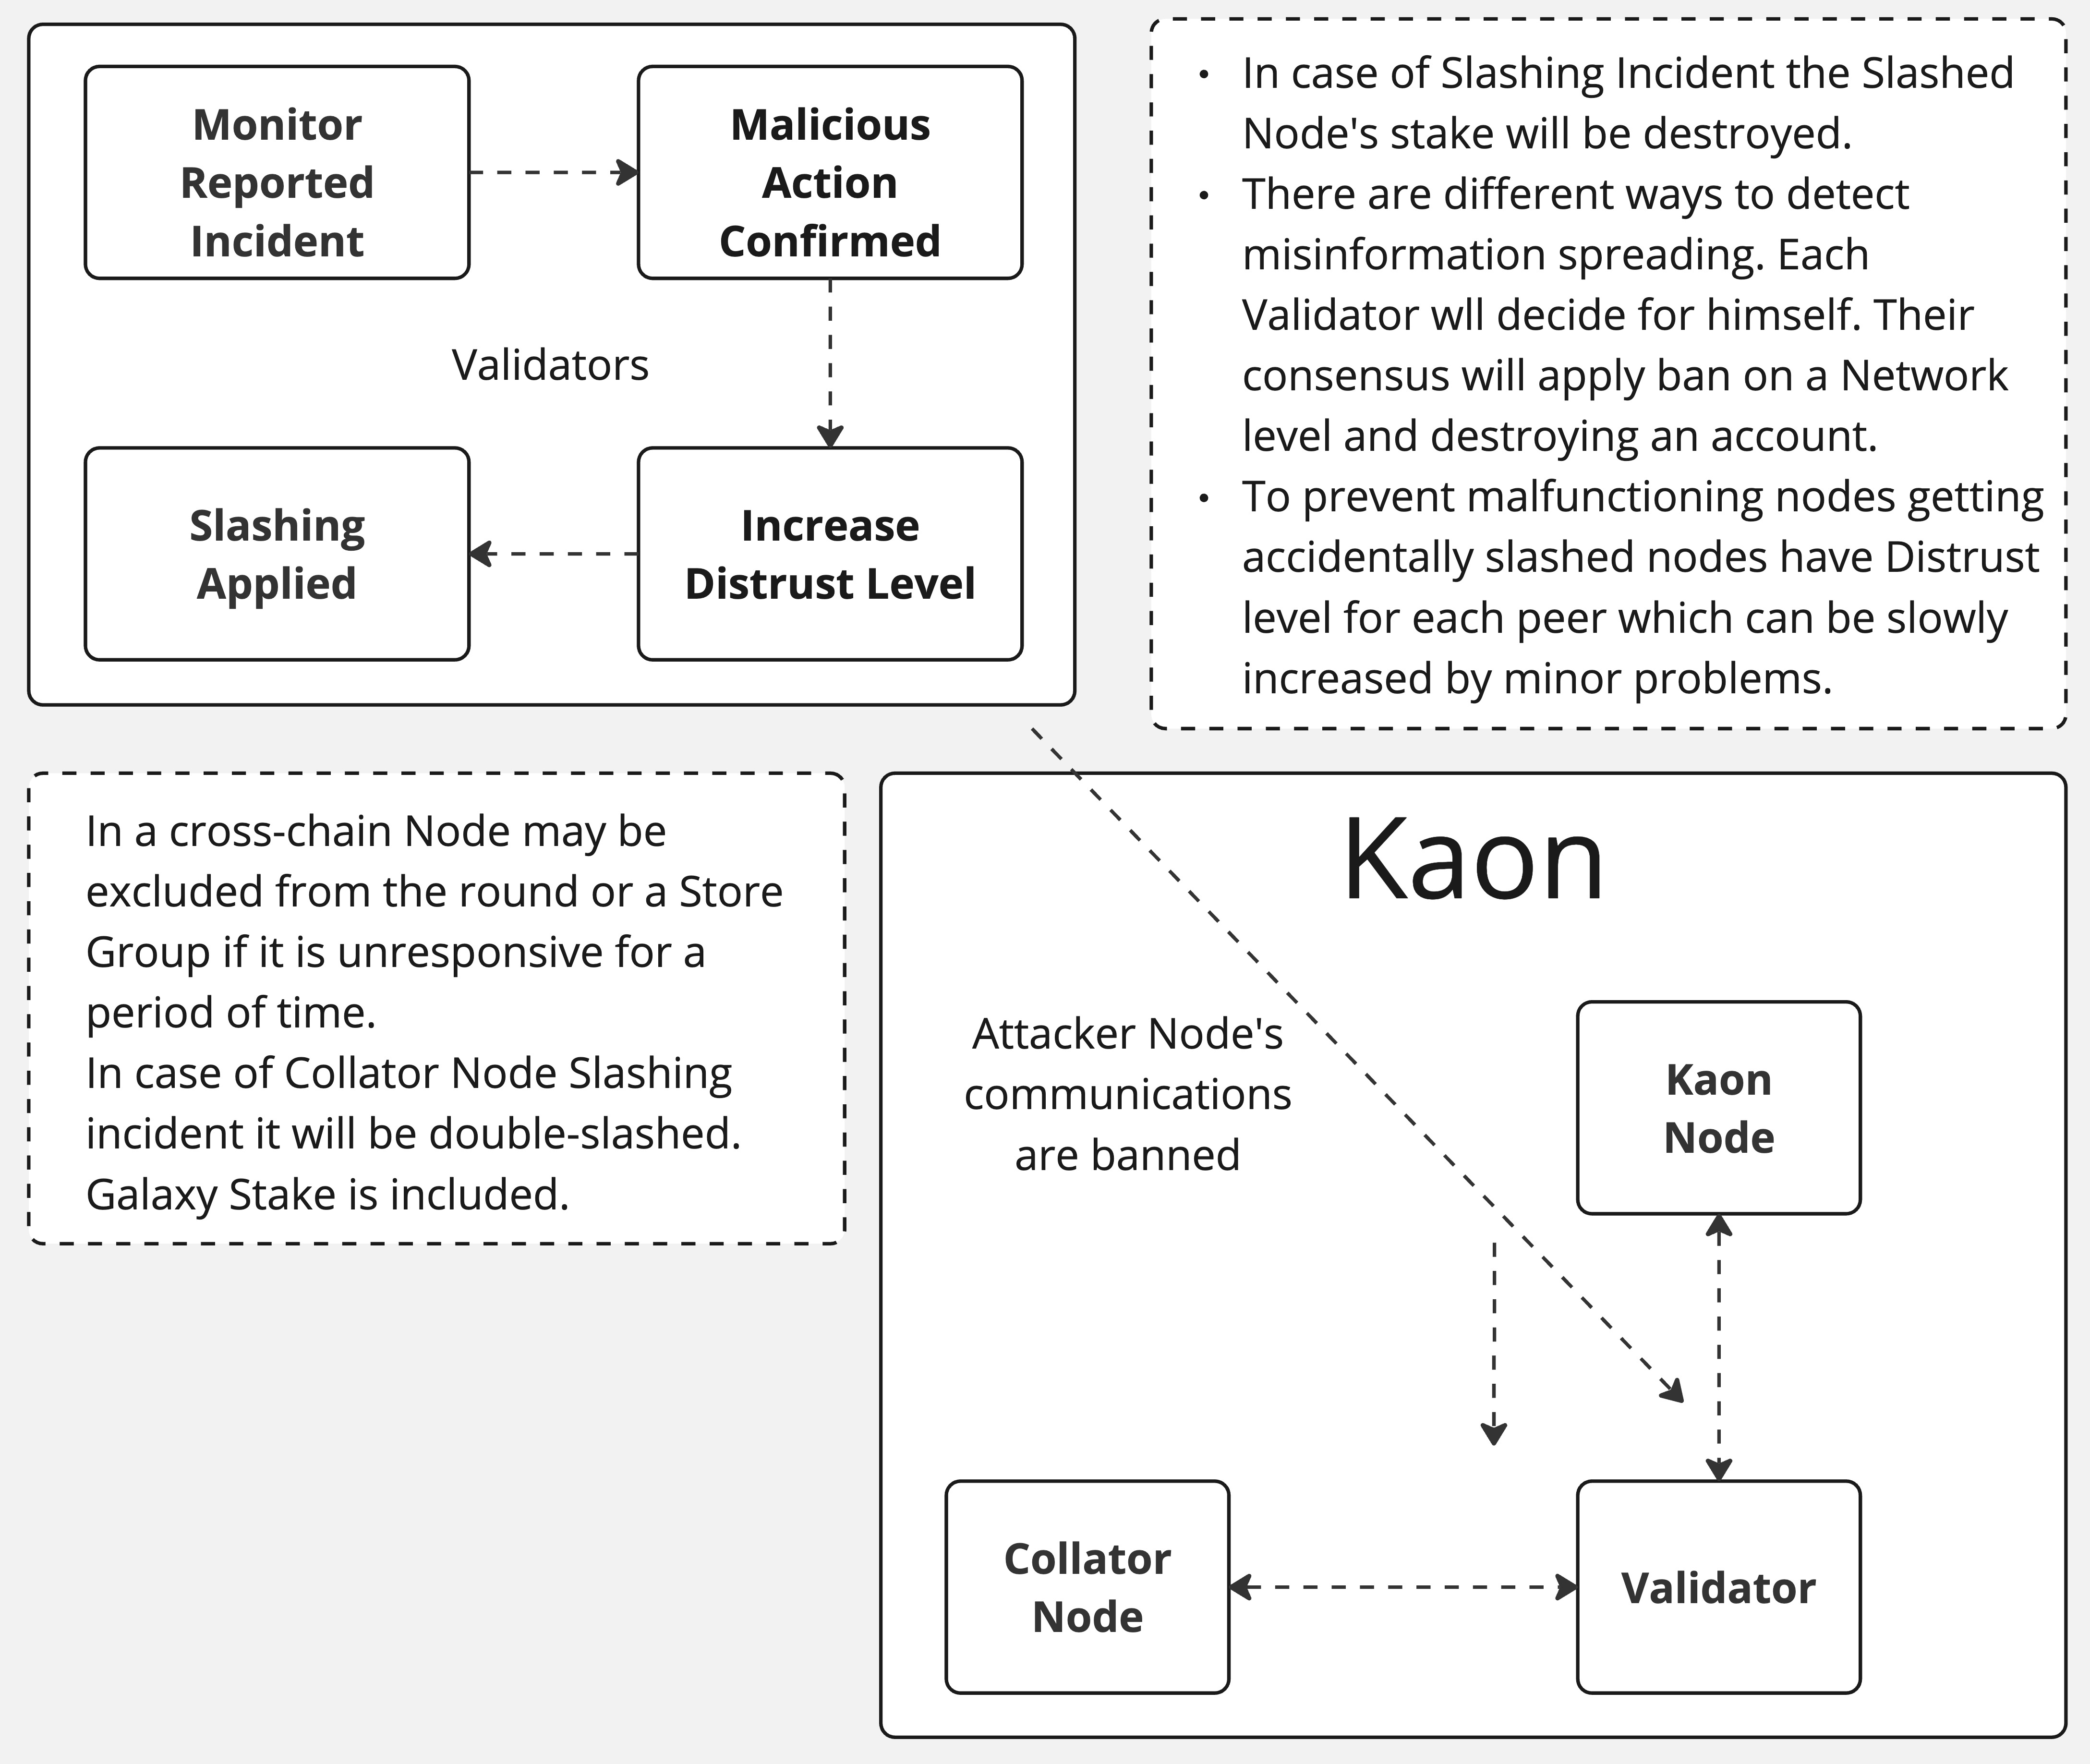 Monitor
Reported
Incident
Malicious
Action
Confirmed
Validators
Slashing
Applied
Increase
Distrust Level
• In case of Slashing Incident the Slashed
Node's stake will be destroyed.
• There are different ways to detect
misinformation spreading. Each
Validator wll decide for himself. Their
consensus will apply ban on a Network
level and destroying an account.
• To prevent malfunctioning nodes getting
accidentally slashed nodes have Distrust
level for each peer which can be slowly
increased by minor problems.
In a cross-chain Node may be
excluded from the round or a Store
Group if it is unresponsive for a
period of time.
In case of Collator Node Slashing
incident it will be double-slashed.
Galaxy Stake is included.
Kaon
Attacker Node's
communications
are banned
Kaon
Node
Collator
Node
Validator